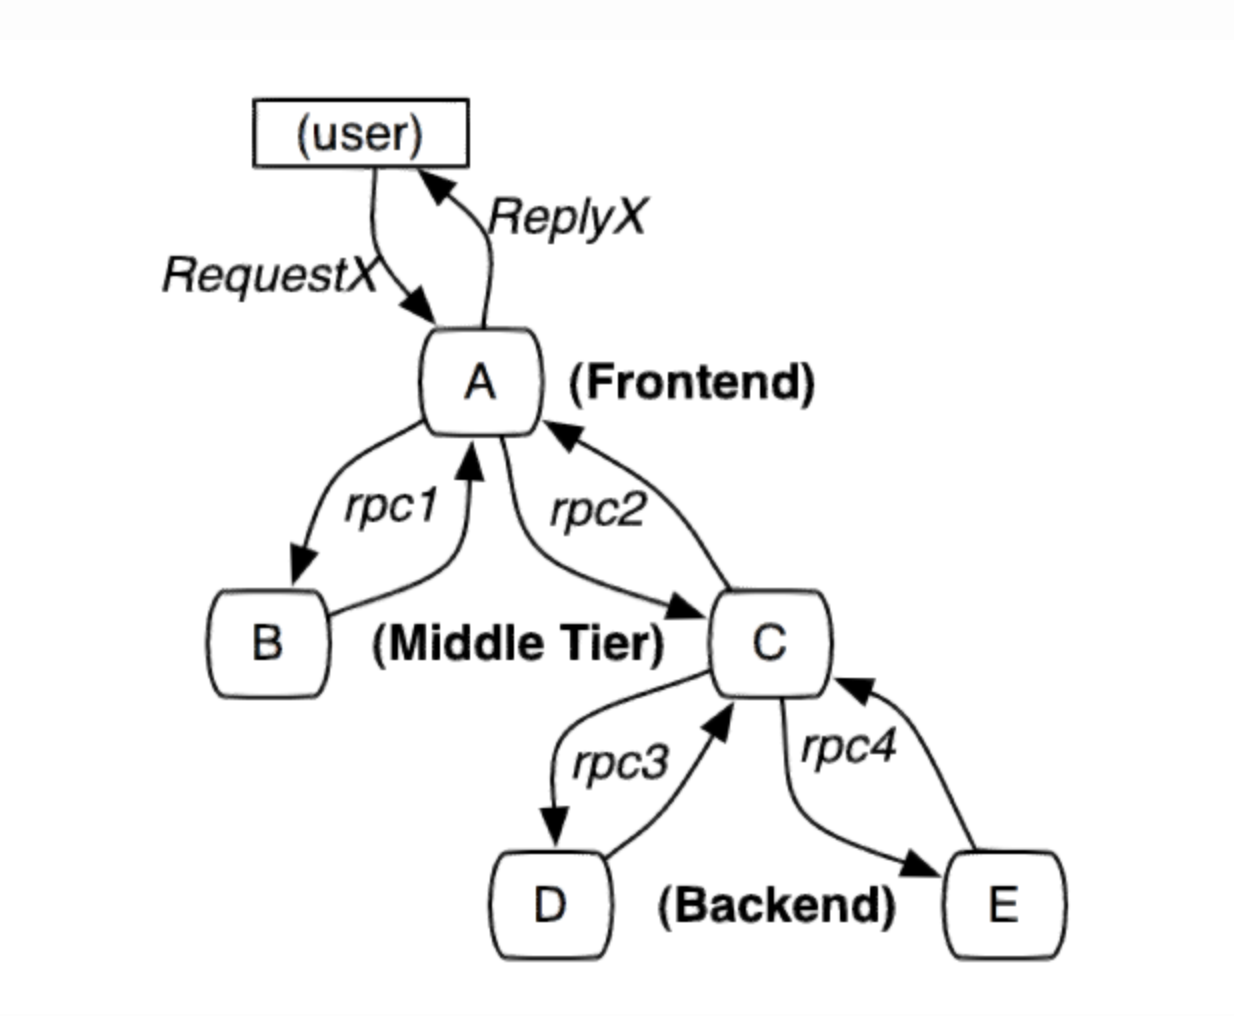 (user)
ReplyX
RequestX
A
(Frontend)
rpc1
rpc2
B
(Middle Tier)
C
rpc3
rpc4
D
(Backend)
E